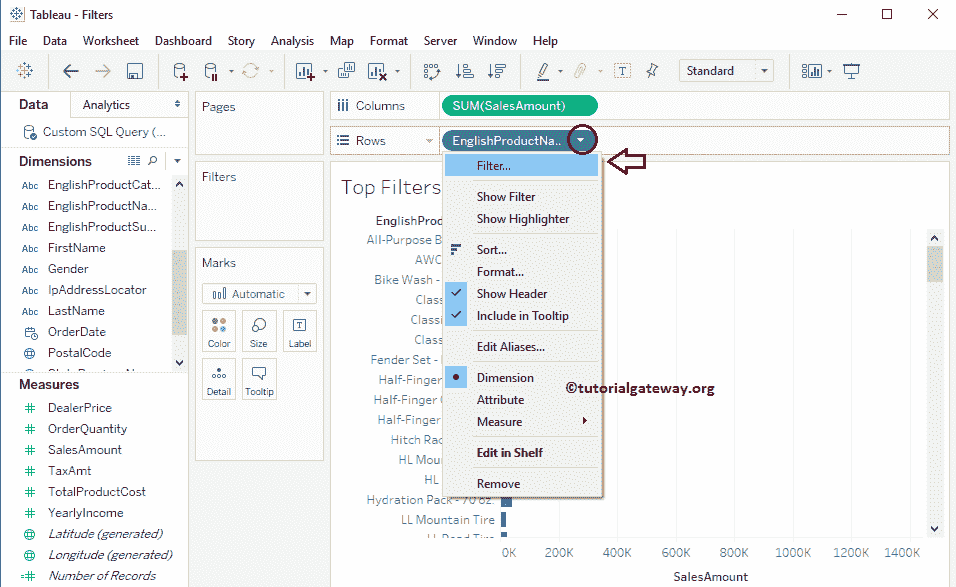 Tableau - Filters
File Data Worksheet Dashboard Story Analysis Map Format Server Window Help
Standard
Data Analytics
Custom SQL Query (...
Dimensions
Abc EnglishProductCat...
Abc EnglishProductNa...
Abc EnglishProductSu...
Abc FirstName
Abc Gender
Abc IpAddressLocator
Abc LastName
OrderDate
PostalCode
Measures
DealerPrice
OrderQuantity
SalesAmount
TaxAmt
TotalProductCost
YearlyIncome
Latitude (generated)
Longitude (generated)
Number of Records
Pages
Filters
Marks
Automatic
Color Size Label
Detail Tooltip
Columns SUM(SalesAmount)
Rows EnglishProductNa..
Top Filters
EnglishProd
All-Purpose B
AWC
Bike Wash -
Class
Classi
Class
Fender Set -
Half-Finger
Half-Finger
Half-Finger
Hitch Rac
HL Mou
HL
Hydration Pack - 70 oz.
LL Mountain Tire
LL Road Tire
Filter...
Show Filter
Show Highlighter
Sort...
Format...
Show Header
Include in Tooltip
Edit Aliases...
Dimension
Attribute
Measure
Edit in Shelf
Remove
©tutorialgateway.org
0K 200K 400K 600K 800K 1000K 1200K 1400K
SalesAmount